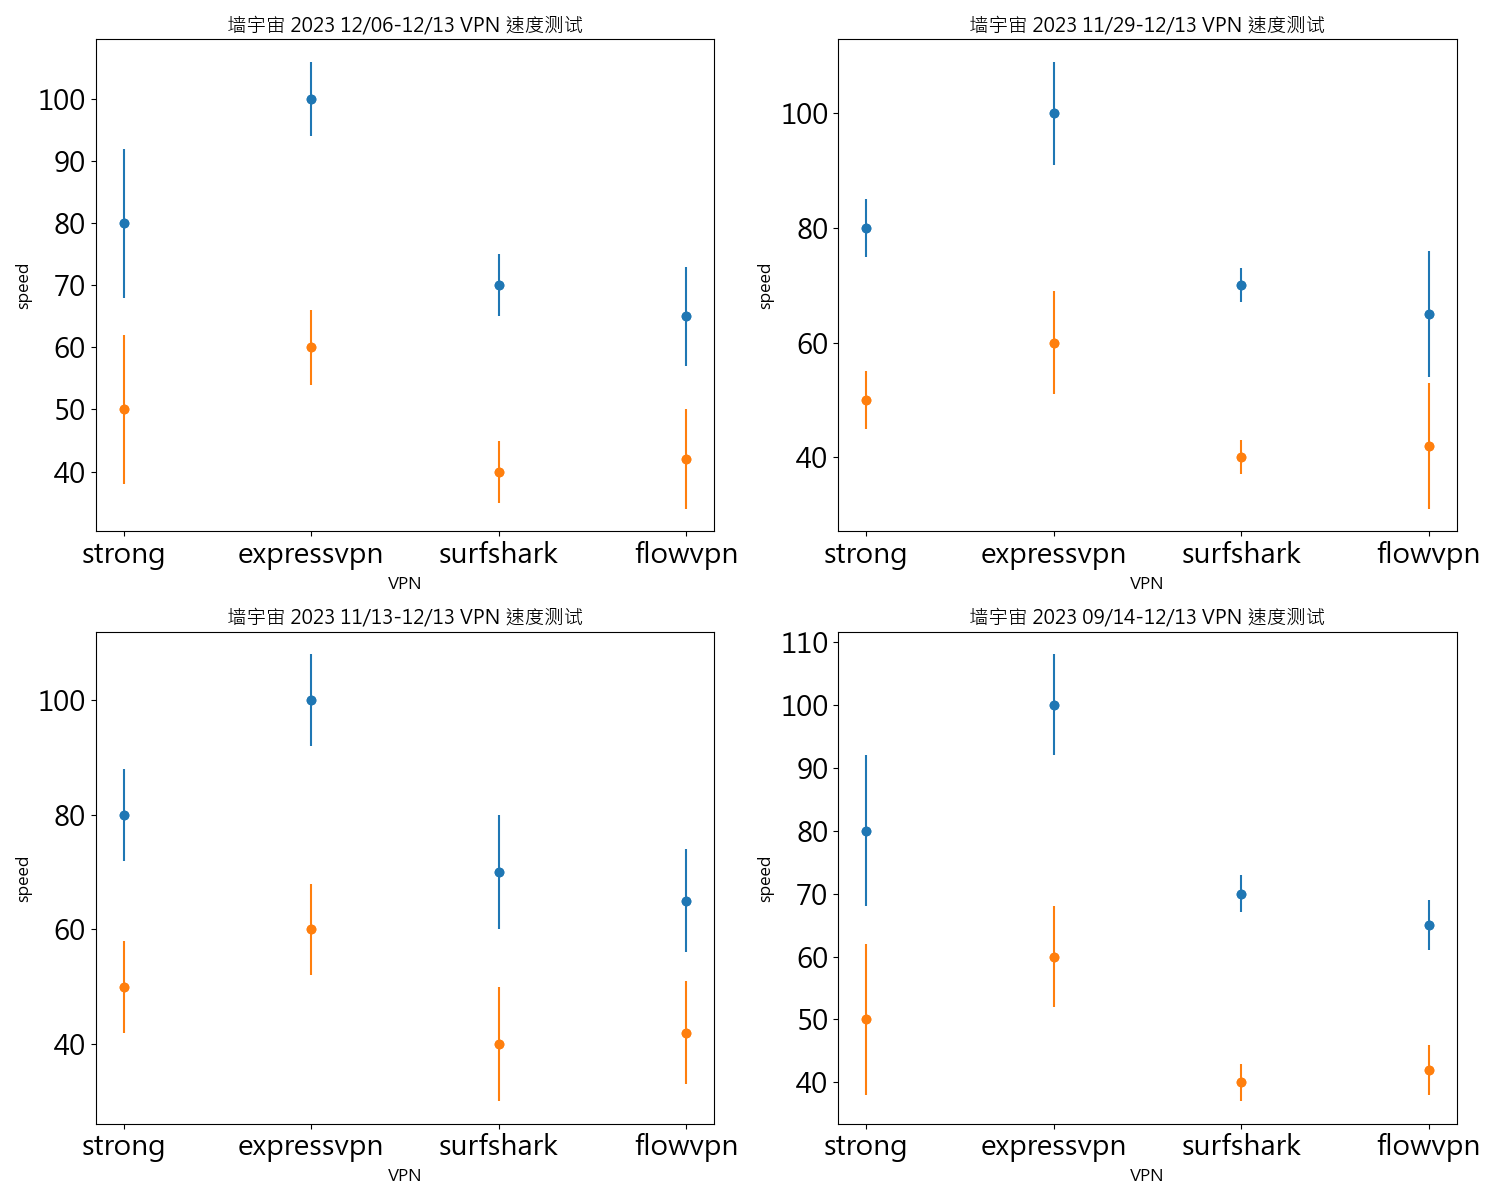 墙宇宙 2023 12/06-12/13 VPN 速度测试
100
90
80
70
60
50
40
speed
strong expressvpn surfshark flowvpn
VPN
墙宇宙 2023 11/29-12/13 VPN 速度测试
100
80
60
40
speed
strong expressvpn surfshark flowvpn
VPN
墙宇宙 2023 11/13-12/13 VPN 速度测试
100
80
60
40
speed
strong expressvpn surfshark flowvpn
VPN
墙宇宙 2023 09/14-12/13 VPN 速度测试
110
100
90
80
70
60
50
40
speed
strong expressvpn surfshark flowvpn
VPN